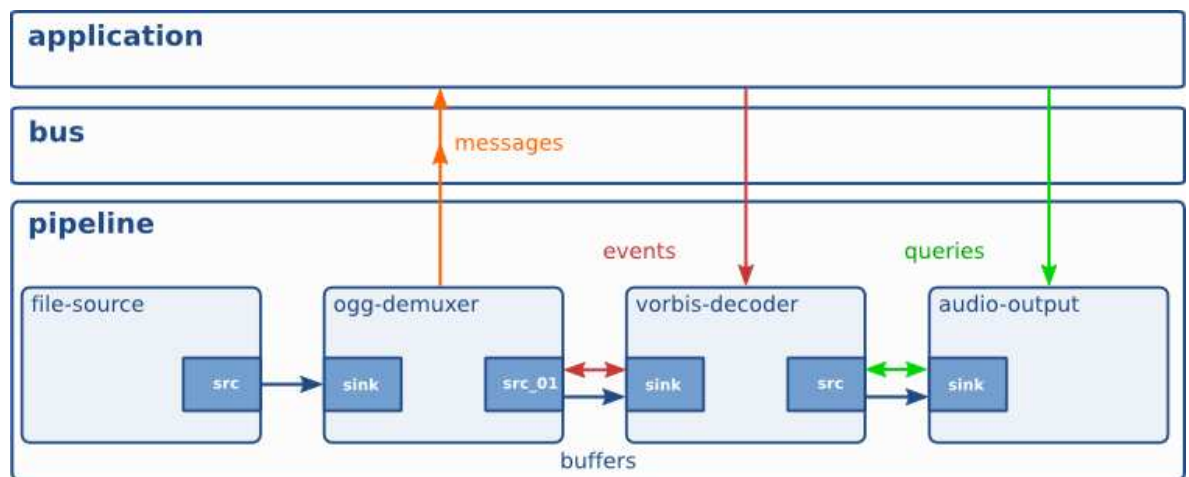 application
bus
messages
pipeline
events
queries
file-source
ogg-demuxer
vorbis-decoder
audio-output
src
sink
src_01
sink
src
sink
buffers